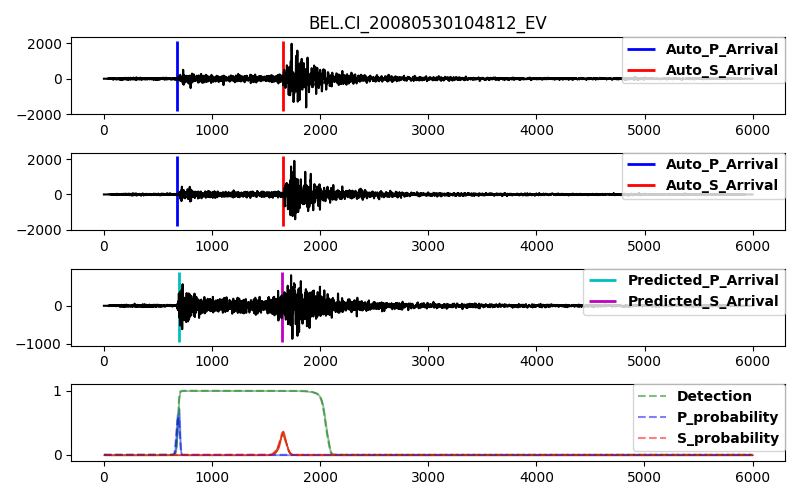 BEL.CI_20080530104812_EV
2000
0
−2000
Auto_P_Arrival
Auto_S_Arrival
0 1000 2000 3000 4000 5000 6000
2000
0
−2000
Auto_P_Arrival
Auto_S_Arrival
0 1000 2000 3000 4000 5000 6000
0
−1000
Predicted_P_Arrival
Predicted_S_Arrival
0 1000 2000 3000 4000 5000 6000
1
0
Detection
P_probability
S_probability
0 1000 2000 3000 4000 5000 6000